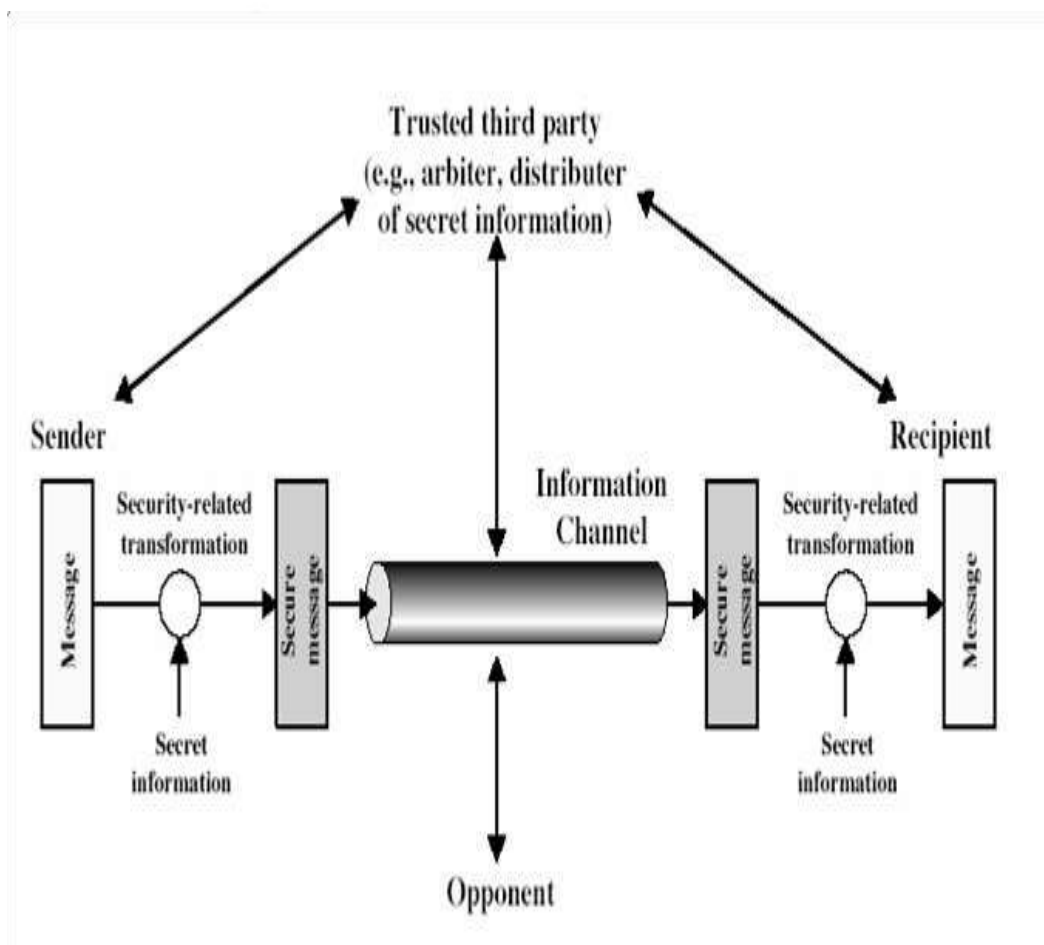 Trusted third party
(e.g., arbiter, distributer
of secret information)
Sender
Recipient
Message
Security-related
transformation
Secret
information
Secure
message
Information
Channel
Secure
message
Security-related
transformation
Secret
information
Message
Opponent